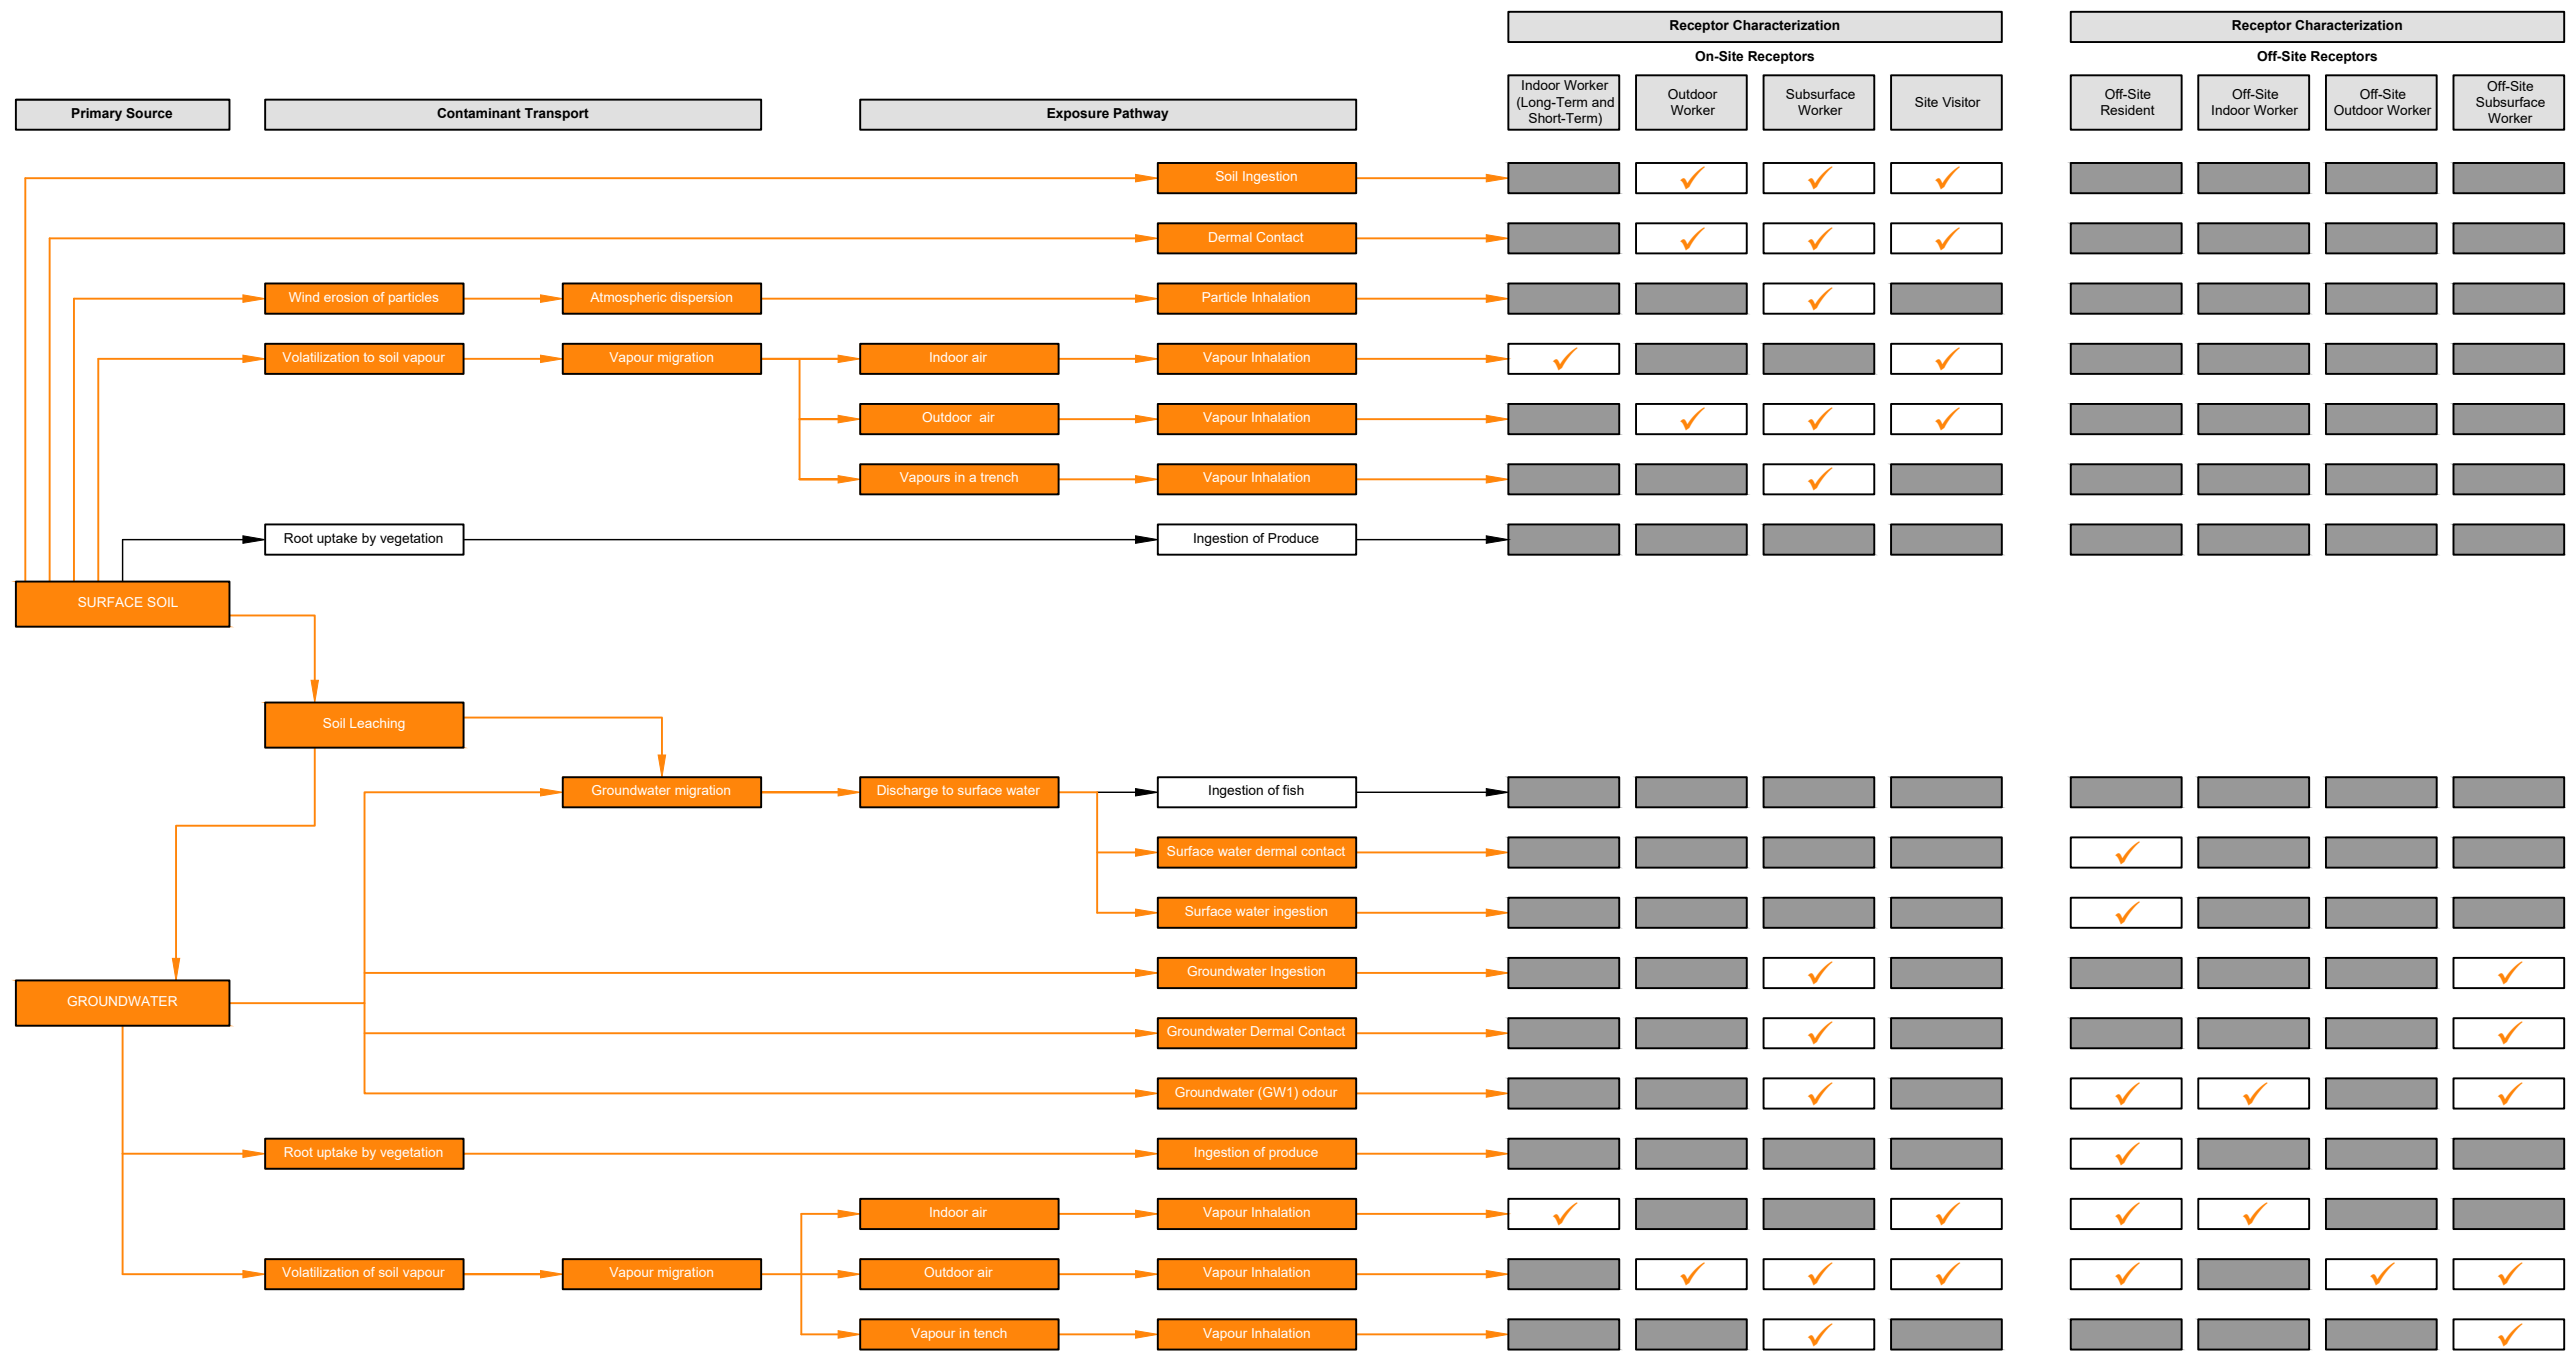 Receptor Characterization
Receptor Characterization
On-Site Receptors
Off-Site Receptors
Primary Source
Contaminant Transport
Exposure Pathway
Indoor Worker
(Long-Term and
Short-Term)
Outdoor
Worker
Subsurface
Worker
Site Visitor
Off-Site
Resident
Off-Site
Indoor Worker
Off-Site
Outdoor Worker
Off-Site
Subsurface
Worker
Soil Ingestion
Dermal Contact
Wind erosion of particles
Atmospheric dispersion
Particle Inhalation
Volatilization to soil vapour
Vapour migration
Indoor air
Vapour Inhalation
Outdoor air
Vapour Inhalation
Vapours in a trench
Vapour Inhalation
Root uptake by vegetation
Ingestion of Produce
SURFACE SOIL
Soil Leaching
Groundwater migration
Discharge to surface water
Ingestion of fish
Surface water dermal contact
Surface water ingestion
Groundwater Ingestion
GROUNDWATER
Groundwater Dermal Contact
Groundwater (GW1) odour
Root uptake by vegetation
Ingestion of produce
Indoor air
Vapour Inhalation
Volatilization of soil vapour
Vapour migration
Outdoor air
Vapour Inhalation
Vapour in tench
Vapour Inhalation